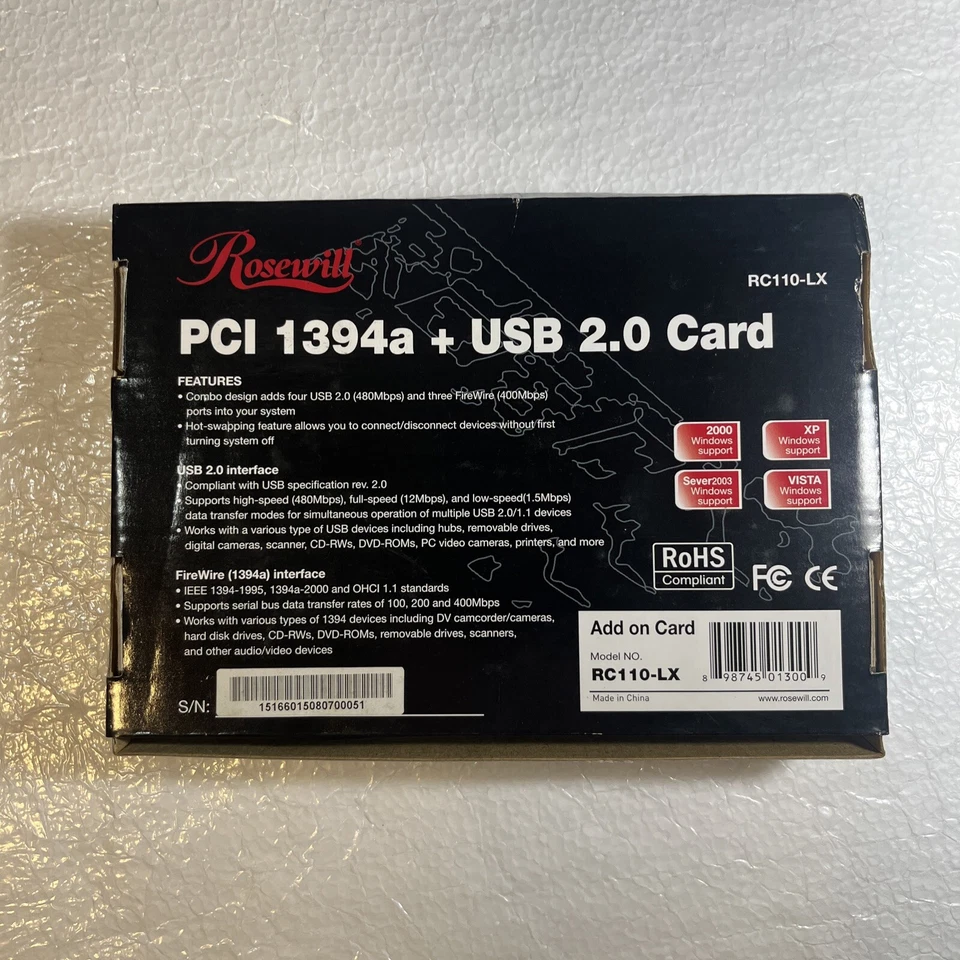 Rosewill
RC110-LX
PCI 1394a + USB 2.0 Card
FEATURES
• Combo design adds four USB 2.0 (480Mbps) and three FireWire (400Mbps)
ports into your system
• Hot-swapping feature allows you to connect/disconnect devices without first
turning system off
2000
Windows
support
XP
Windows
support
Sever2003
Windows
support
VISTA
Windows
support
USB 2.0 interface
• Compliant with USB specification rev. 2.0
• Supports high-speed (480Mbps), full-speed (12Mbps), and low-speed(1.5Mbps)
data transfer modes for simultaneous operation of multiple USB 2.0/1.1 devices
• Works with a various type of USB devices including hubs, removable drives,
digital cameras, scanner, CD-RWs, DVD-ROMs, PC video cameras, printers, and more
RoHS
Compliant
FC CE
FireWire (1394a) interface
• IEEE 1394-1995, 1394a-2000 and OHCI 1.1 standards
• Supports serial bus data transfer rates of 100, 200 and 400Mbps
• Works with various types of 1394 devices including DV camcorder/cameras,
hard disk drives, CD-RWs, DVD-ROMs, removable drives, scanners,
and other audio/video devices
Add on Card
Model NO.
RC110-LX
8 98745 01300 9
Made in China
www.rosewill.com
S/N:
15166015080700051